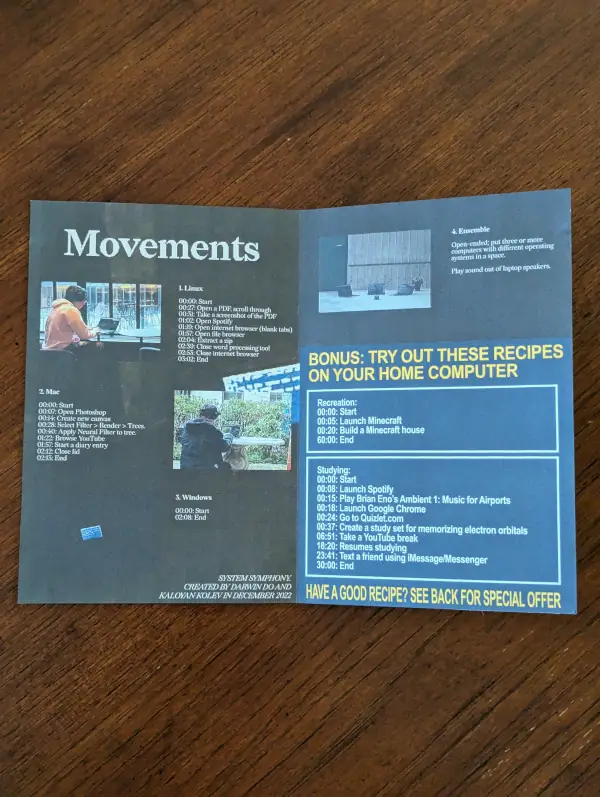 Movements
1. Linux
00:00: Start
00:27: Open a PDF, scroll through
00:51: Take a screenshot of the PDF
01:02: Open Spotify
01:19: Open internet browser (blank tabs)
01:57: Open file browser
02:04: Extract a zip
02:39: Close word processing tool
02:53: Close internet browser
03:02: End
2. Mac
00:00: Start
00:07: Open Photoshop
00:14: Create new canvas
00:28: Select Filter > Render > Trees.
00:40: Apply Neural Filter to tree.
01:22: Browse YouTube
01:57: Start a diary entry
02:12: Close lid
02:15: End
3. Windows
00:00: Start
02:08: End
SYSTEM SYMPHONY.
CREATED BY DARWIN DO AND
KALOYAN KOLEV IN DECEMBER 2022
4. Ensemble
Open-ended; put three or more
computers with different operating
systems in a space.
Play sound out of laptop speakers.
BONUS: TRY OUT THESE RECIPES
ON YOUR HOME COMPUTER
Recreation:
00:00: Start
00:05: Launch Minecraft
00:20: Build a Minecraft house
60:00: End
Studying:
00:00: Start
00:08: Launch Spotify
00:15: Play Brian Eno's Ambient 1: Music for Airports
00:18: Launch Google Chrome
00:24: Go to Quizlet.com
00:37: Create a study set for memorizing electron orbitals
06:51: Take a YouTube break
18:20: Resumes studying
23:41: Text a friend using iMessage/Messenger
30:00: End
HAVE A GOOD RECIPE? SEE BACK FOR SPECIAL OFFER